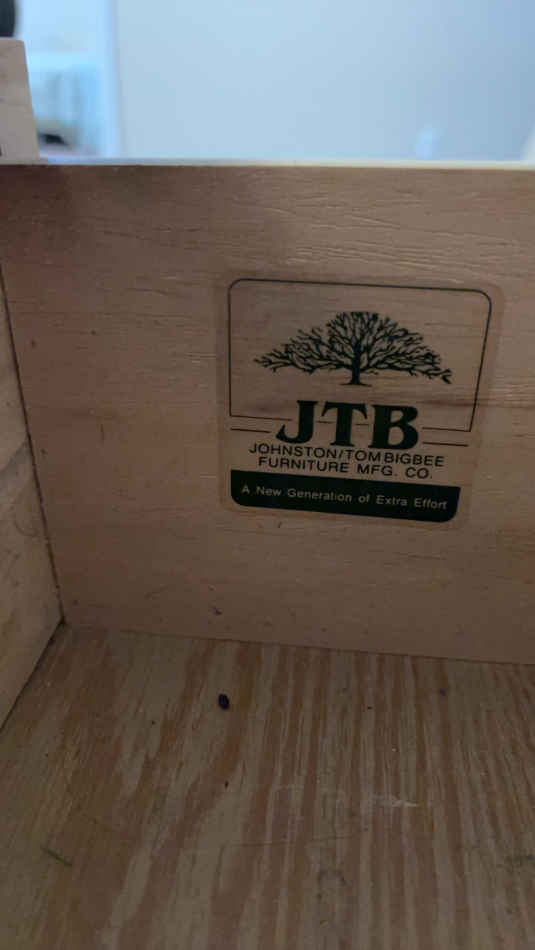 JTB
JOHNSTON/TOMBIGBEE
FURNITURE MFG. CO.
A New Generation of Extra Effort